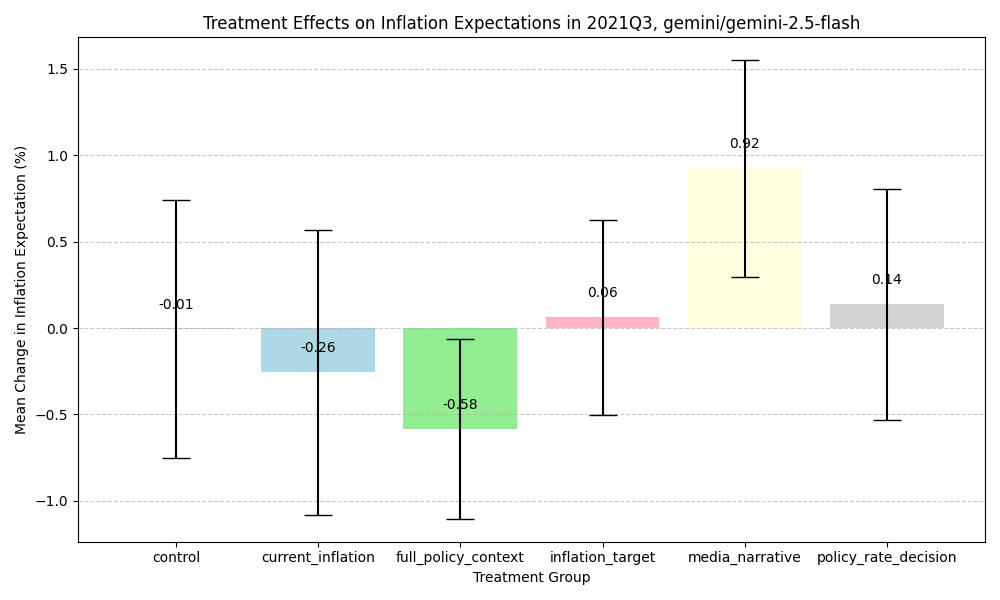 Treatment Effects on Inflation Expectations in 2021Q3, gemini/gemini-2.5-flash
Mean Change in Inflation Expectation (%)
1.5
1.0
0.5
0.0
−0.5
−1.0
-0.01
-0.26
-0.58
0.06
0.92
0.14
control
current_inflation
full_policy_context
inflation_target
media_narrative
policy_rate_decision
Treatment Group